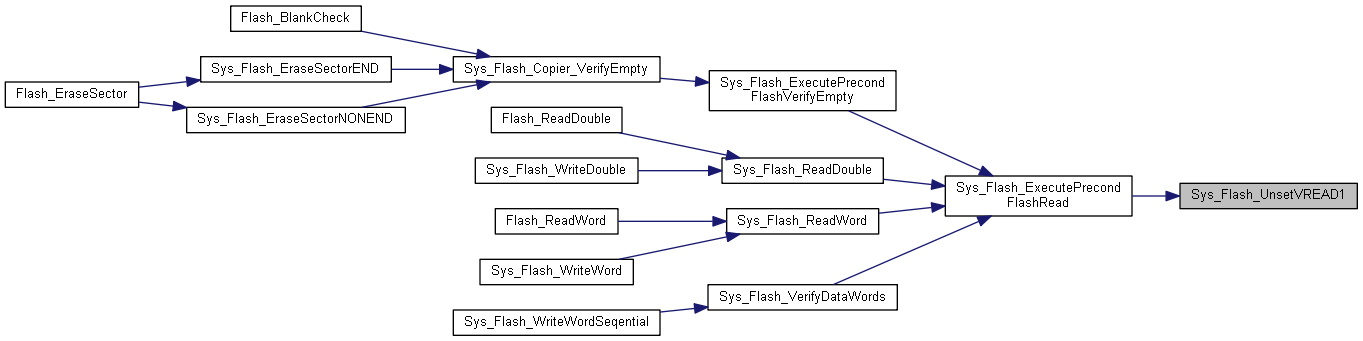 Flash_BlankCheck
Sys_Flash_EraseSectorEND
Sys_Flash_Copier_VerifyEmpty
Flash_EraseSector
Sys_Flash_ExecutePrecond
FlashVerifyEmpty
Sys_Flash_EraseSectorNONEND
Flash_ReadDouble
Sys_Flash_WriteDouble
Sys_Flash_ReadDouble
Sys_Flash_ExecutePrecond
FlashRead
Sys_Flash_UnsetVREAD1
Flash_ReadWord
Sys_Flash_ReadWord
Sys_Flash_WriteWord
Sys_Flash_VerifyDataWords
Sys_Flash_WriteWordSeqential